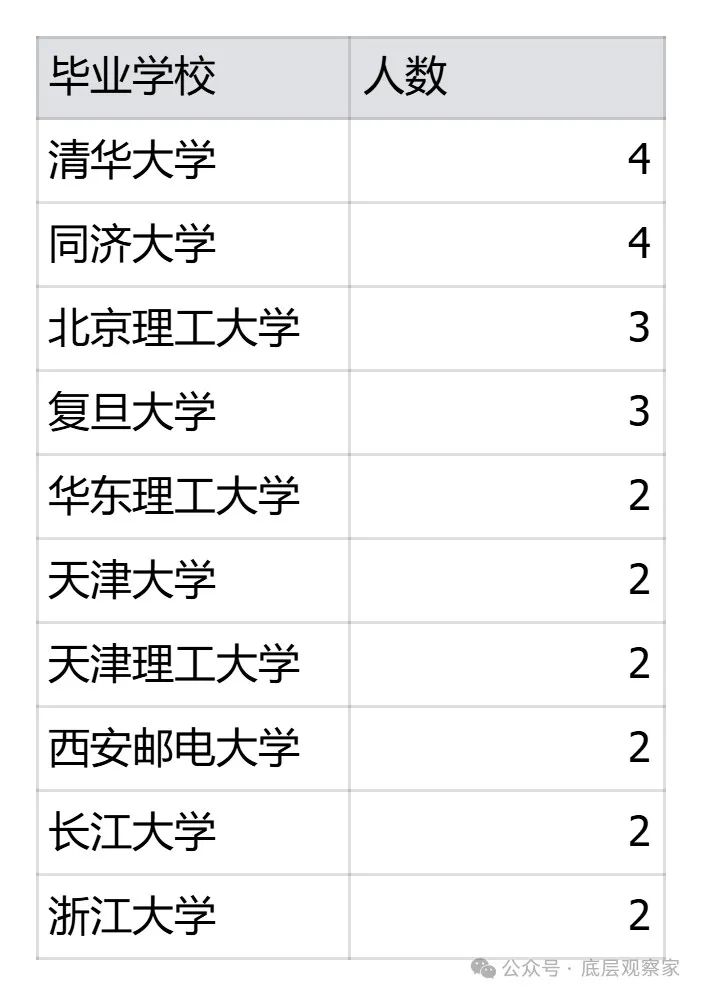 毕业学校 人数
清华大学 4
同济大学 4
北京理工大学 3
复旦大学 3
华东理工大学 2
天津大学 2
天津理工大学 2
西安邮电大学 2
长江大学 2
浙江大学 2
公众号 · 底层观察家